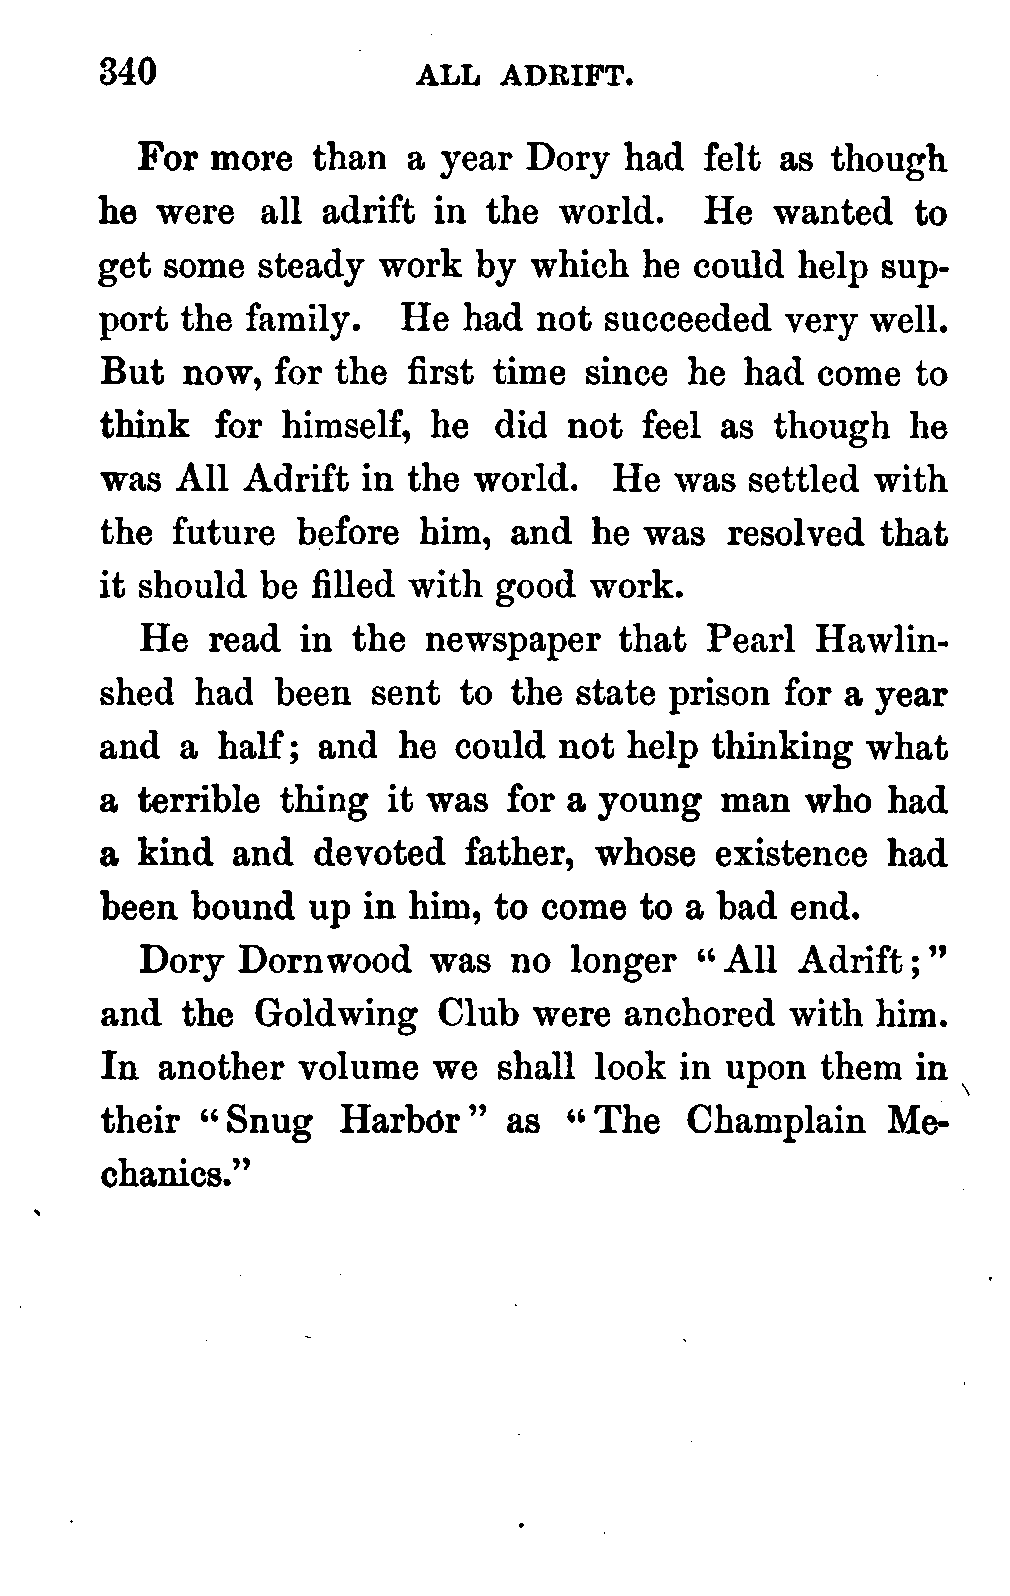 340 ALL ADRIFT.
For more than a year Dory had felt as though
he were all adrift in the world. He wanted to
get some steady work by which he could help sup-
port the family. He had not succeeded very well.
But now, for the first time since he had come to
think for himself, he did not feel as though he
was All Adrift in the world. He was settled with
the future before him, and he was resolved that
it should be filled with good work.
He read in the newspaper that Pearl Hawlin-
shed had been sent to the state prison for a year
and a half; and he could not help thinking what
a terrible thing it was for a young man who had
a kind and devoted father, whose existence had
been bound up in him, to come to a bad end.
Dory Dornwood was no longer "All Adrift;"
and the Goldwing Club were anchored with him.
In another volume we shall look in upon them in
their "Snug Harbor" as "The Champlain Me-
chanics."